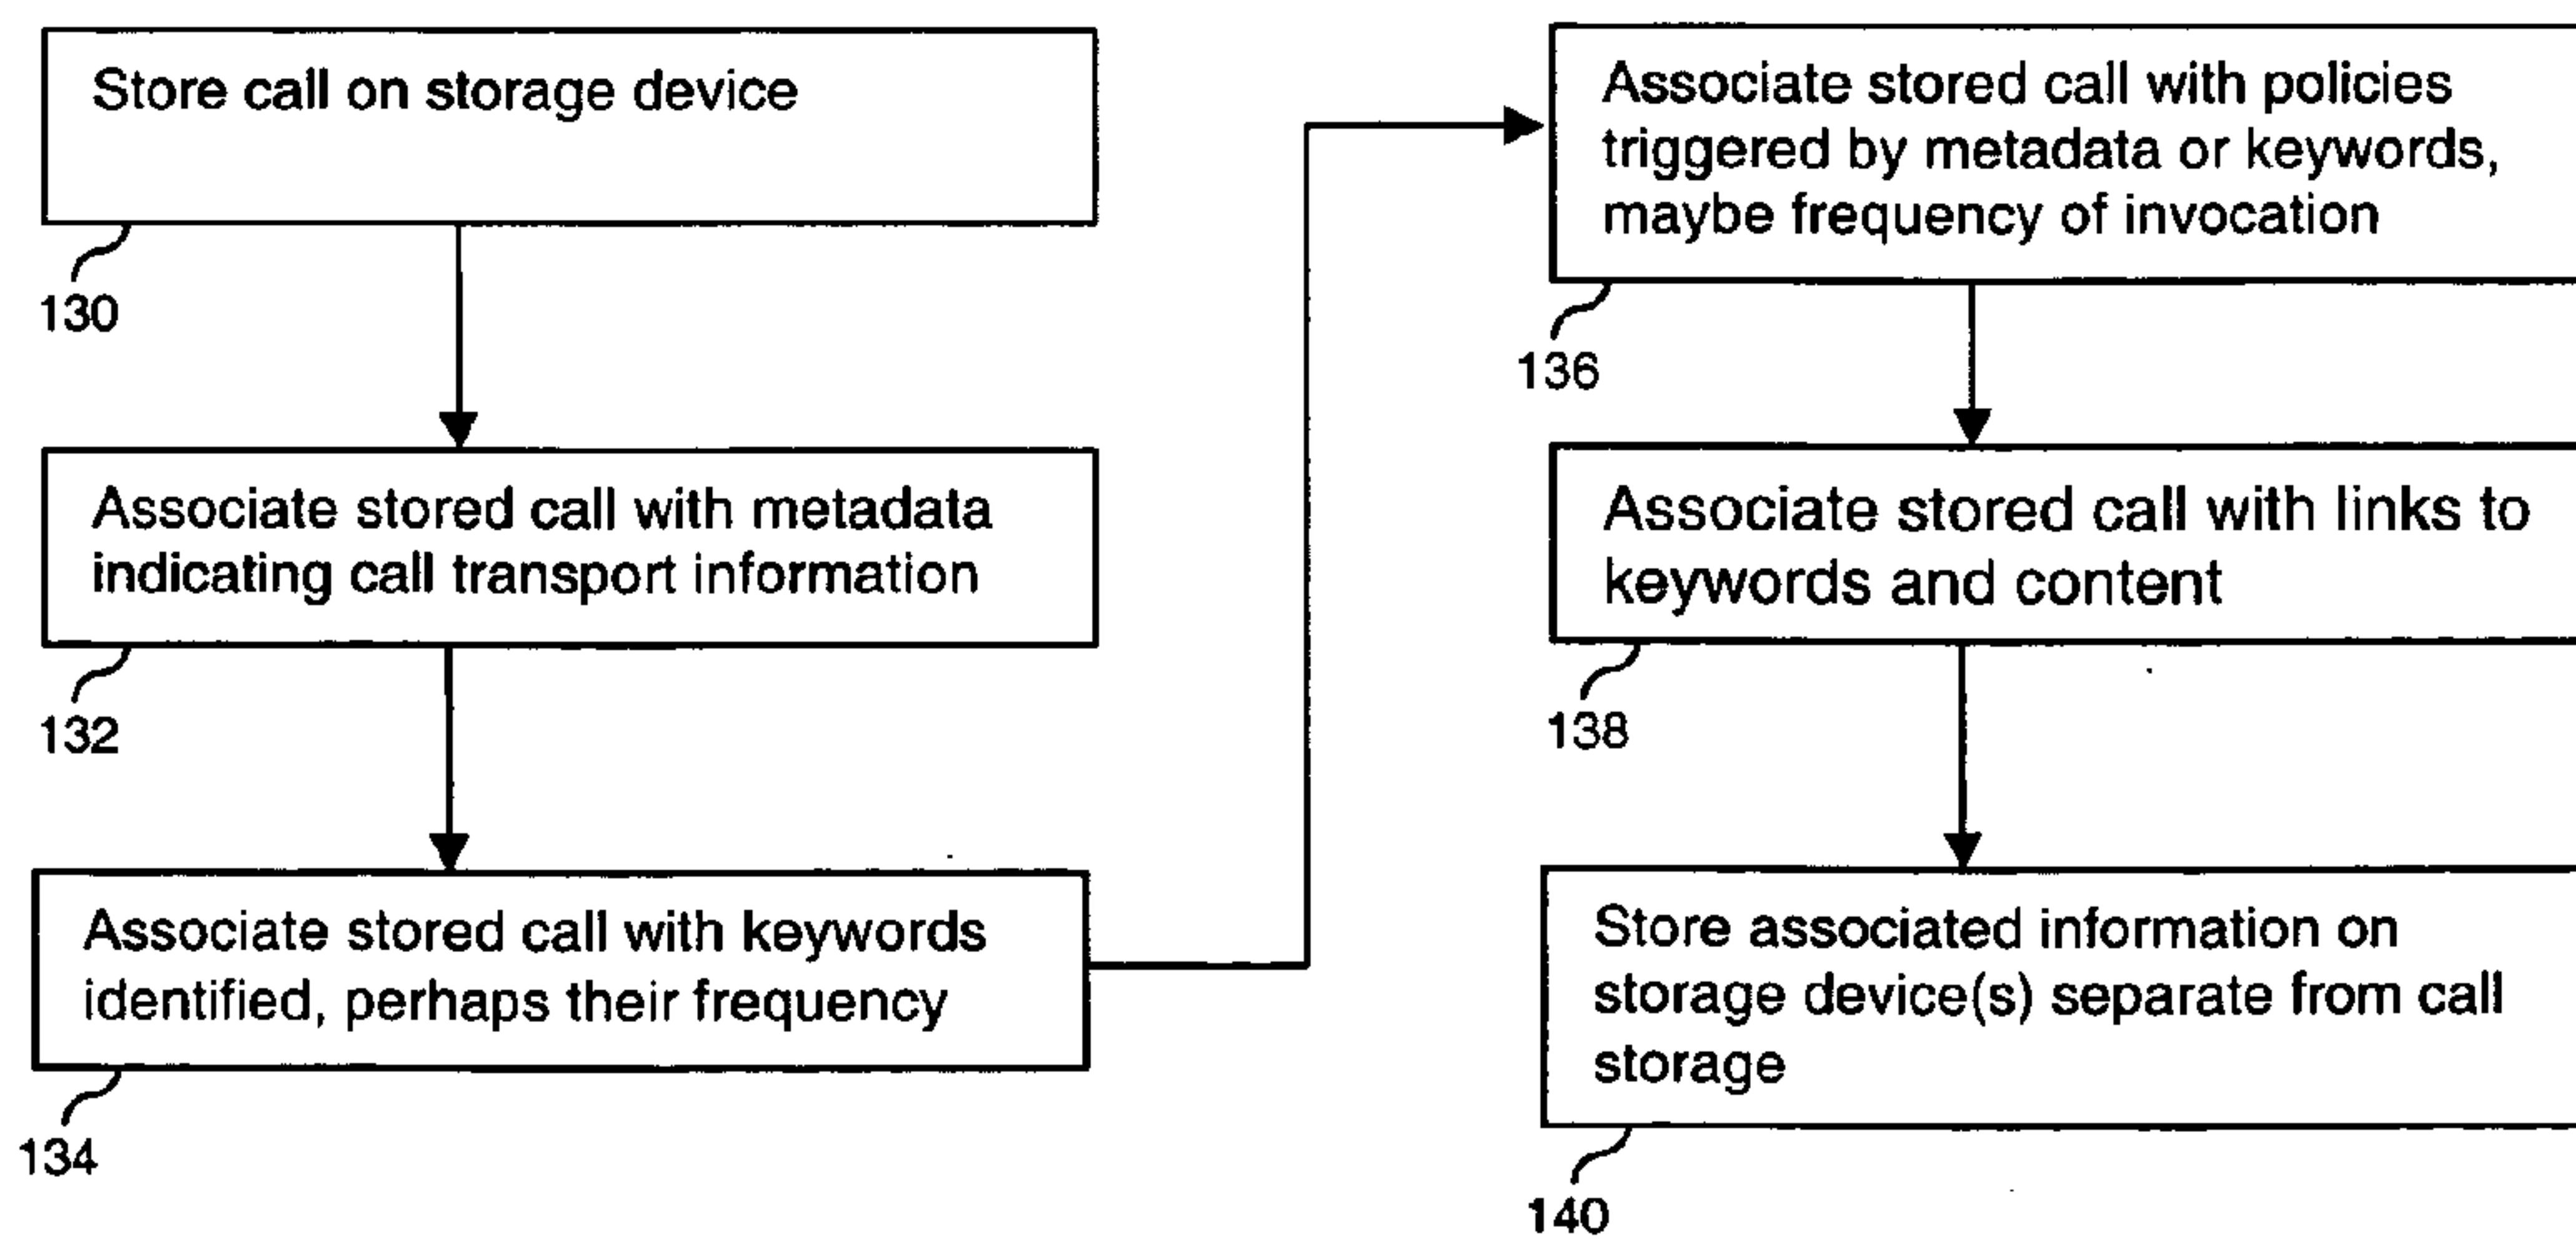 Store call on storage device
130
Associate stored call with metadata
indicating call transport information
132
Associate stored call with keywords
identified, perhaps their frequency
134
Associate stored call with policies
triggered by metadata or keywords,
maybe frequency of invocation
136
Associate stored call with links to
keywords and content
138
Store associated information on
storage device(s) separate from call
storage
140